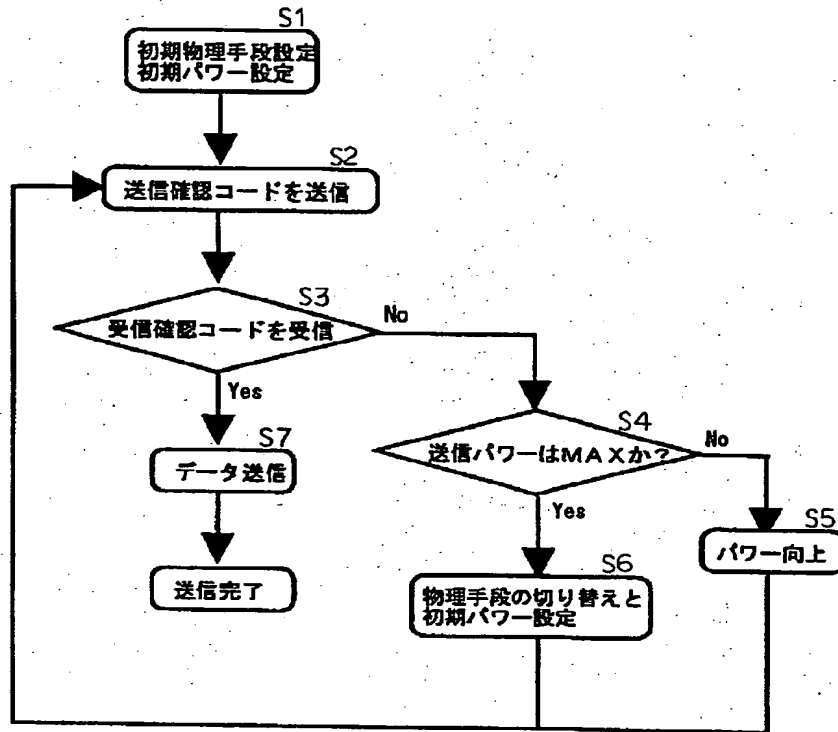 S1
初期物理手段設定
初期パワー設定
S2
送信確認コードを送信
S3
受信確認コードを受信
No
Yes
S4
送信パワーはMAXか?
No
Yes
S7
データ送信
S5
パワー向上
S6
物理手段の切り替えと
初期パワー設定
送信完了